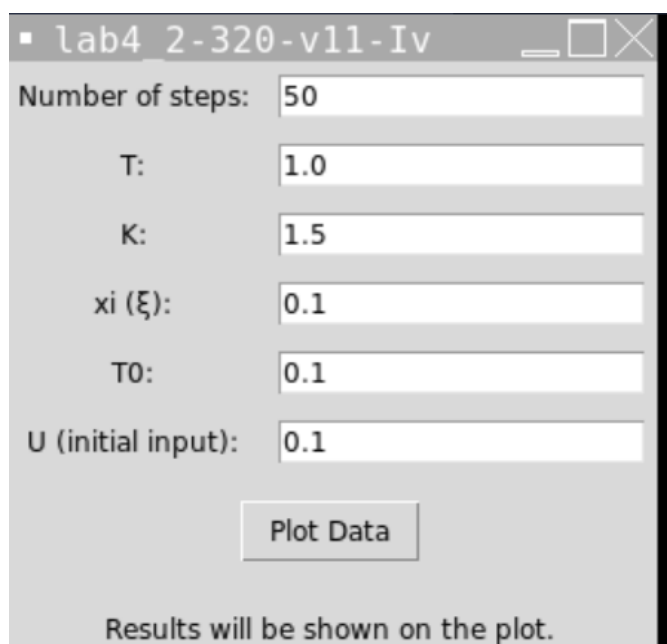 lab4_2-320-v11-Iv
Number of steps: 50
T: 1.0
K: 1.5
xi (ξ): 0.1
T0: 0.1
U (initial input): 0.1
Plot Data
Results will be shown on the plot.